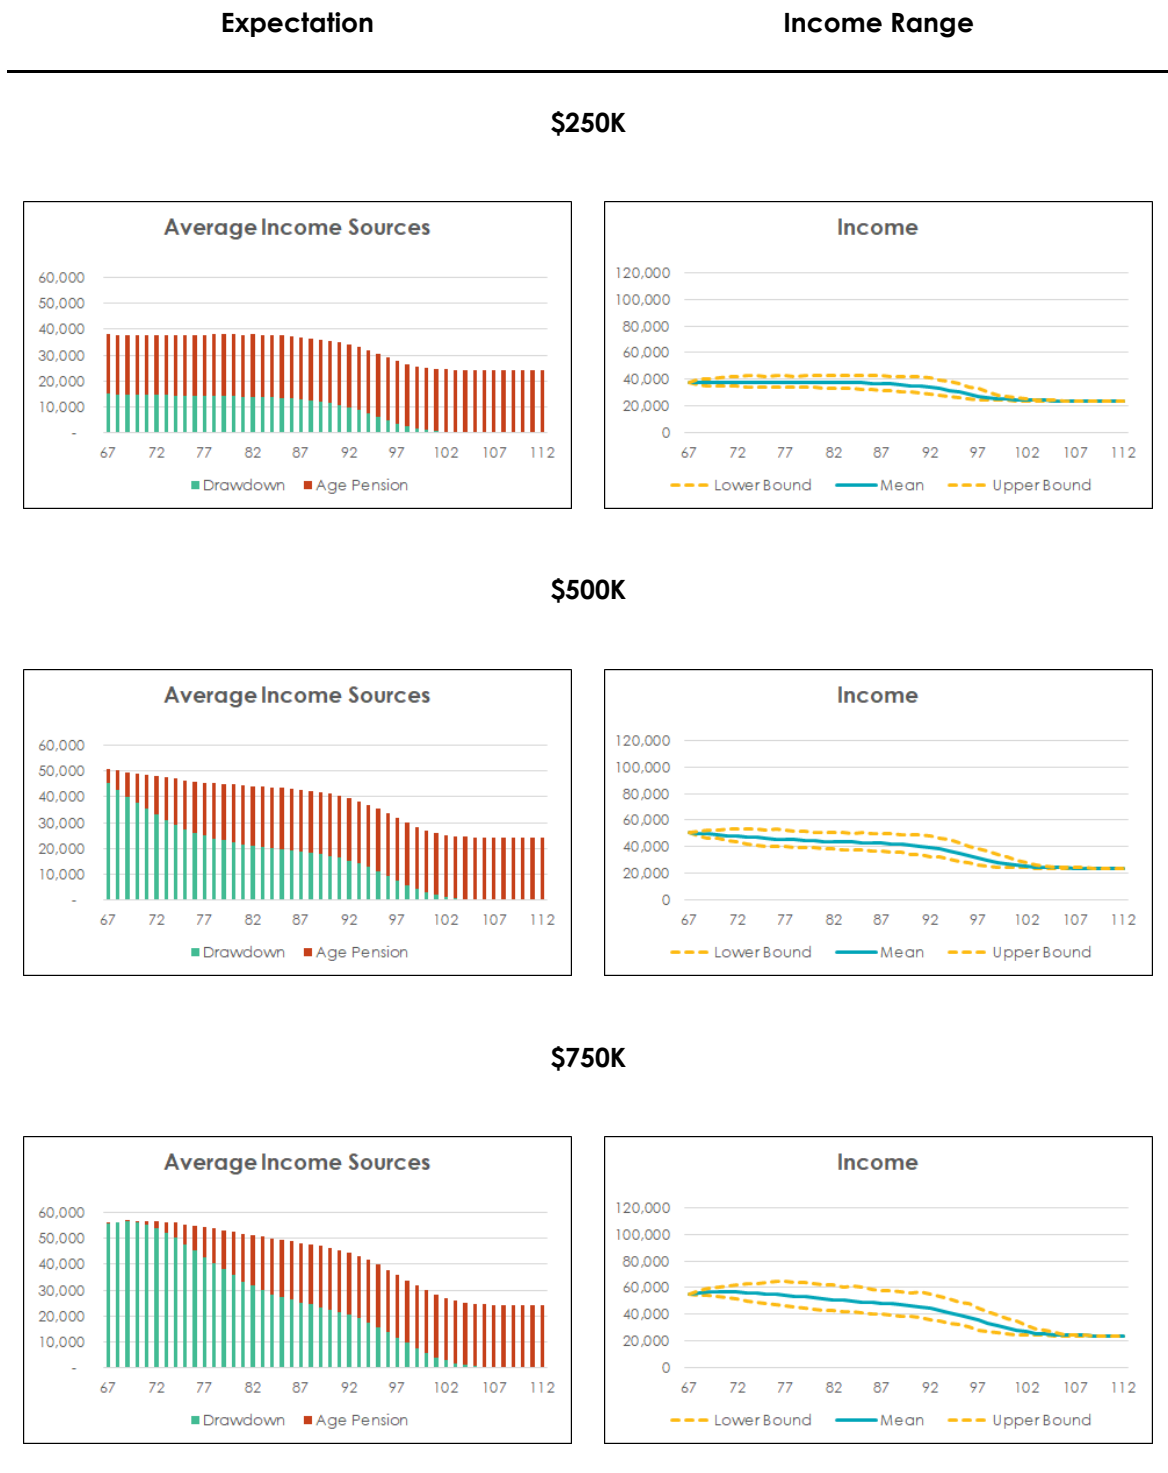 Expectation
Income Range
$250K
Average Income Sources
60,000
50,000
40,000
30,000
20,000
10,000
-
67 72 77 82 87 92 97 102 107 112
Drawdown Age Pension
Income
120,000
100,000
80,000
60,000
40,000
20,000
0
67 72 77 82 87 92 97 102 107 112
Lower Bound Mean Upper Bound
$500K
Average Income Sources
60,000
50,000
40,000
30,000
20,000
10,000
-
67 72 77 82 87 92 97 102 107 112
Drawdown Age Pension
Income
120,000
100,000
80,000
60,000
40,000
20,000
0
67 72 77 82 87 92 97 102 107 112
Lower Bound Mean Upper Bound
$750K
Average Income Sources
60,000
50,000
40,000
30,000
20,000
10,000
-
67 72 77 82 87 92 97 102 107 112
Drawdown Age Pension
Income
120,000
100,000
80,000
60,000
40,000
20,000
0
67 72 77 82 87 92 97 102 107 112
Lower Bound Mean Upper Bound